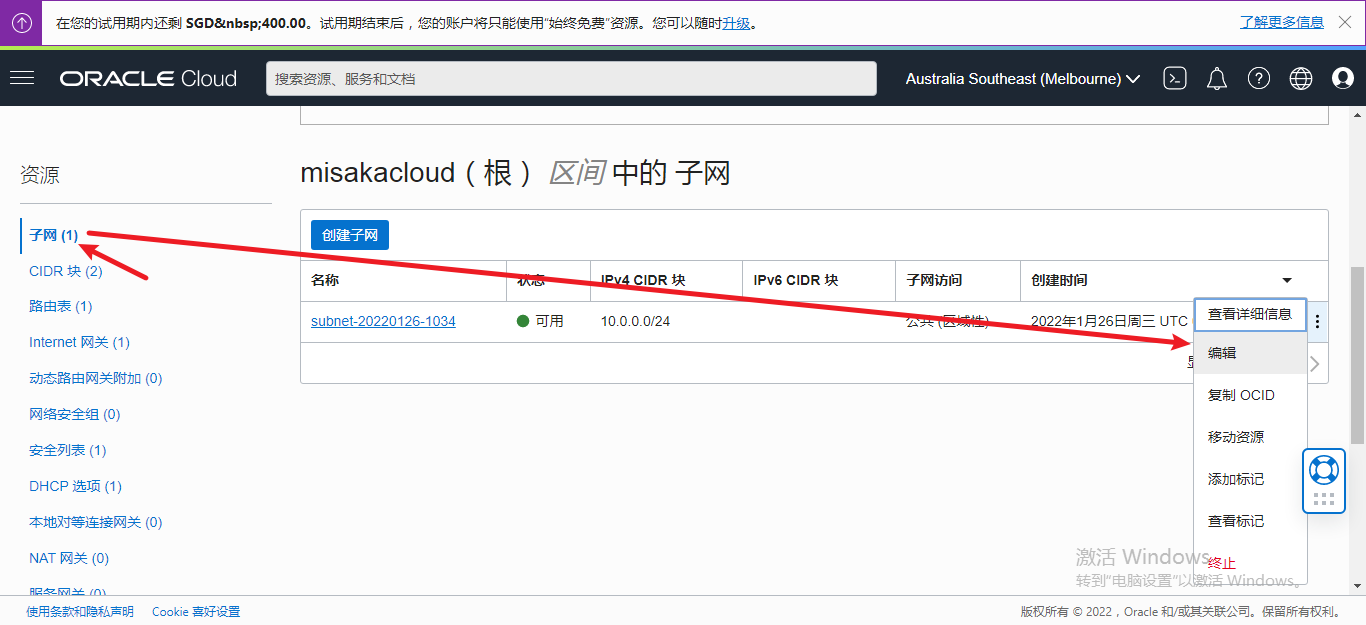 在您的试用期内还剩 SGD&nbsp;400.00。试用期结束后，您的账户将只能使用“始终免费”资源。您可以随时升级。
了解更多信息
ORACLE Cloud
搜索资源、服务和文档
Australia Southeast (Melbourne)
资源
子网 (1)
CIDR 块 (2)
路由表 (1)
Internet 网关 (1)
动态路由网关附加 (0)
网络安全组 (0)
安全列表 (1)
DHCP 选项 (1)
本地对等连接网关 (0)
NAT 网关 (0)
服务网关 (0)
misakacloud（根） 区间 中的 子网
创建子网
名称 状态 IPv4 CIDR 块 IPv6 CIDR 块 子网访问 创建时间
subnet-20220126-1034 可用 10.0.0.0/24 公共 (区域性) 2022年1月26日周三 UTC
查看详细信息
编辑
复制 OCID
移动资源
添加标记
查看标记
终止
激活 Windows
转到"电脑设置"以激活 Windows。
使用条款和隐私声明 Cookie 喜好设置
版权所有 © 2022，Oracle 和/或其关联公司。保留所有权利。